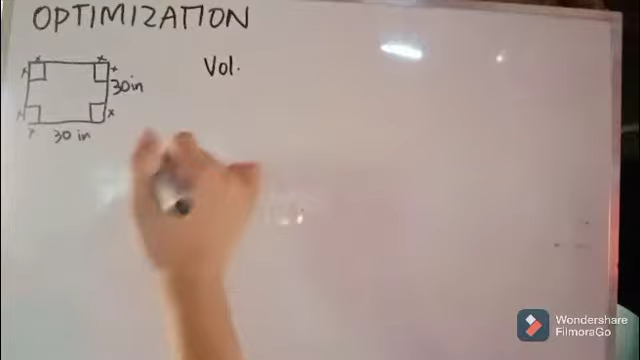 OPTIMIZATION
x x
x x
30in
Vol.
x x
x
30 in
Wondershare
FilmoraGo